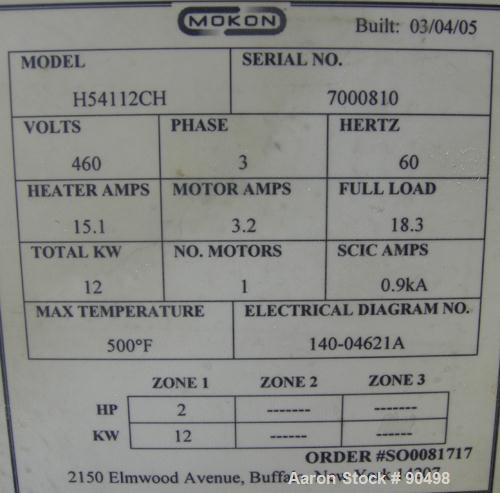 MOKON
Built: 03/04/05
MODEL SERIAL NO.
H54112CH 7000810
VOLTS PHASE HERTZ
460 3 60
HEATER AMPS MOTOR AMPS FULL LOAD
15.1 3.2 18.3
TOTAL KW NO. MOTORS SCIC AMPS
12 1 0.9kA
MAX TEMPERATURE ELECTRICAL DIAGRAM NO.
500°F 140-04621A
ZONE 1 ZONE 2 ZONE 3
HP 2 ------- -------
KW 12 ------ ------
ORDER #SO0081717
2150 Elmwood Avenue, New York
Aaron Stock # 90498